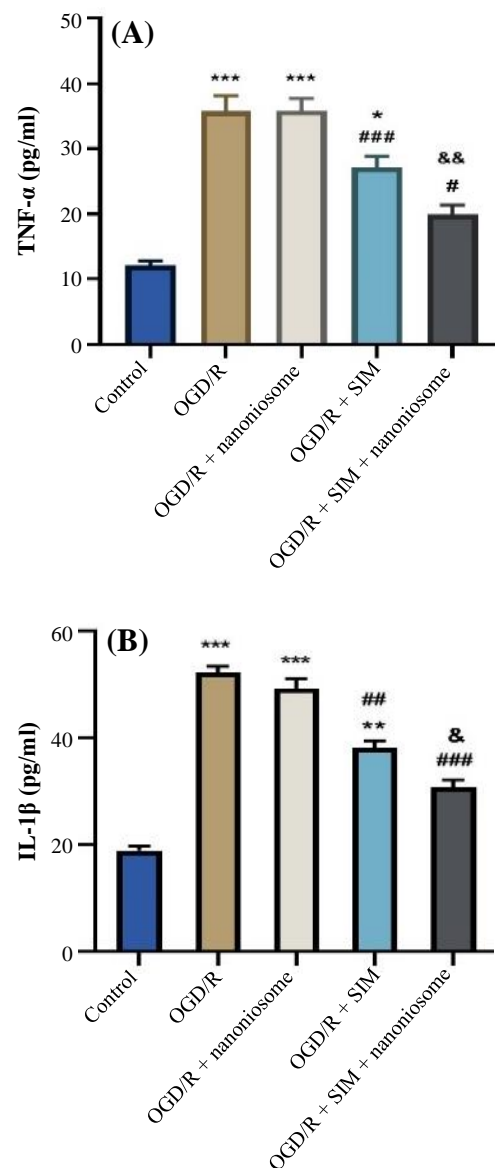 (A)
TNF-α (pg/ml)
50
40
30
20
10
0
***
***
*
###
&&
#
Control
OGD/R
OGD/R + nanoniosome
OGD/R + SIM
OGD/R + SIM + nanoniosome
(B)
IL-1β (pg/ml)
60
40
20
0
***
***
##
**
&
###
Control
OGD/R
OGD/R + nanoniosome
OGD/R + SIM
OGD/R + SIM + nanoniosome